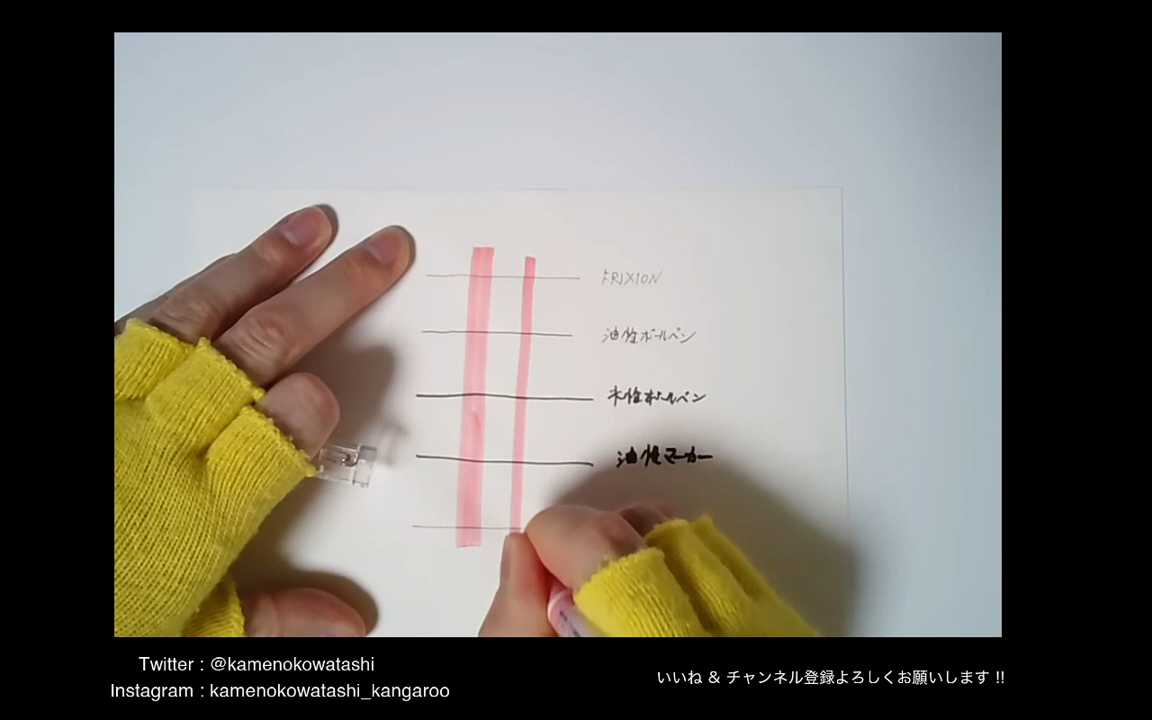 FRIXION
油性ボールペン
水性ボールペン
油性マーカー
Twitter : @kamenokowatashi
Instagram : kamenokowatashi_kangaroo
いいね & チャンネル登録よろしくお願いします !!